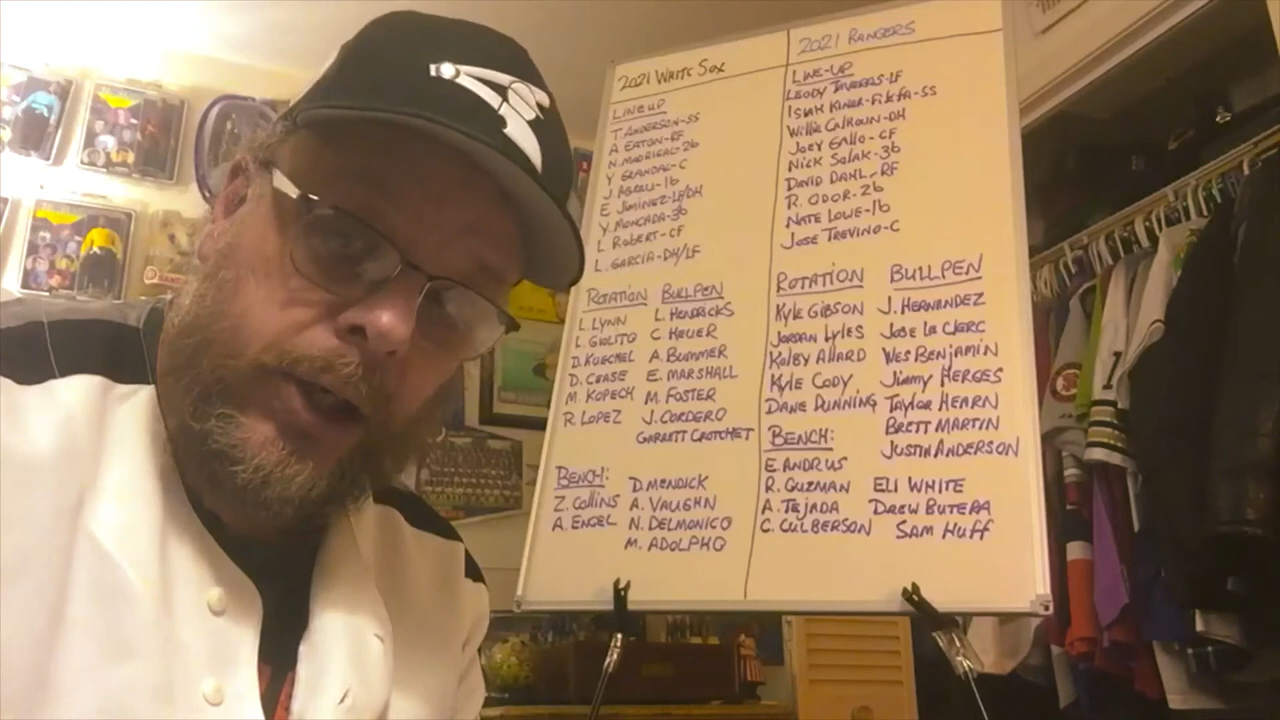 2021 WHITE SOX
LINEUP
T. ANDERSON-SS
A EATON-RF
N. MADRIGAL-2b
Y GRANDAL-C
J. ABREU-1b
E JIMINEZ-LF/DH
Y. MONCADA-3b
L ROBERT-CF
L. GARCIA-DH/LF
ROTATION BULLPEN
L. LYNN L. HENDRICKS
L. GIOLITO C HEUER
D. KUECHEL A. BUMMER
D. CEASE E. MARSHALL
M. KOPECH M. FOSTER
R. LOPEZ J. CORDERO
GARRETT CROTCHET
BENCH: D. MENDICK
Z. COLLINS A. VAUGHN
A. ENGEL N. DELMONICO
M. ADOLPHO
2021 RANGERS
LINE-UP
LEODY TAVERAS-LF
ISIAH KINER-FILEFA-SS
WILLIE CALHOUN-DH
JOEY GALLO-CF
NICK SOLAK-3b
DAVID DAHL-RF
R. ODOR-2b
NATE LOWE-1b
JOSE TREVINO-C
ROTATION BULLPEN
KYLE GIBSON J. HERNANDEZ
JORDAN LYLES JOSE LE CLERC
KOLBY ALLARD WES BENJAMIN
KYLE CODY JIMMY HERGES
DANE DUNNING TAYLOR HEARN
BRETT MARTIN
BENCH: JUSTIN ANDERSON
E. ANDRUS
R. GUZMAN ELI WHITE
A. TEJADA DREW BUTERA
C. CULBERSON SAM HUFF